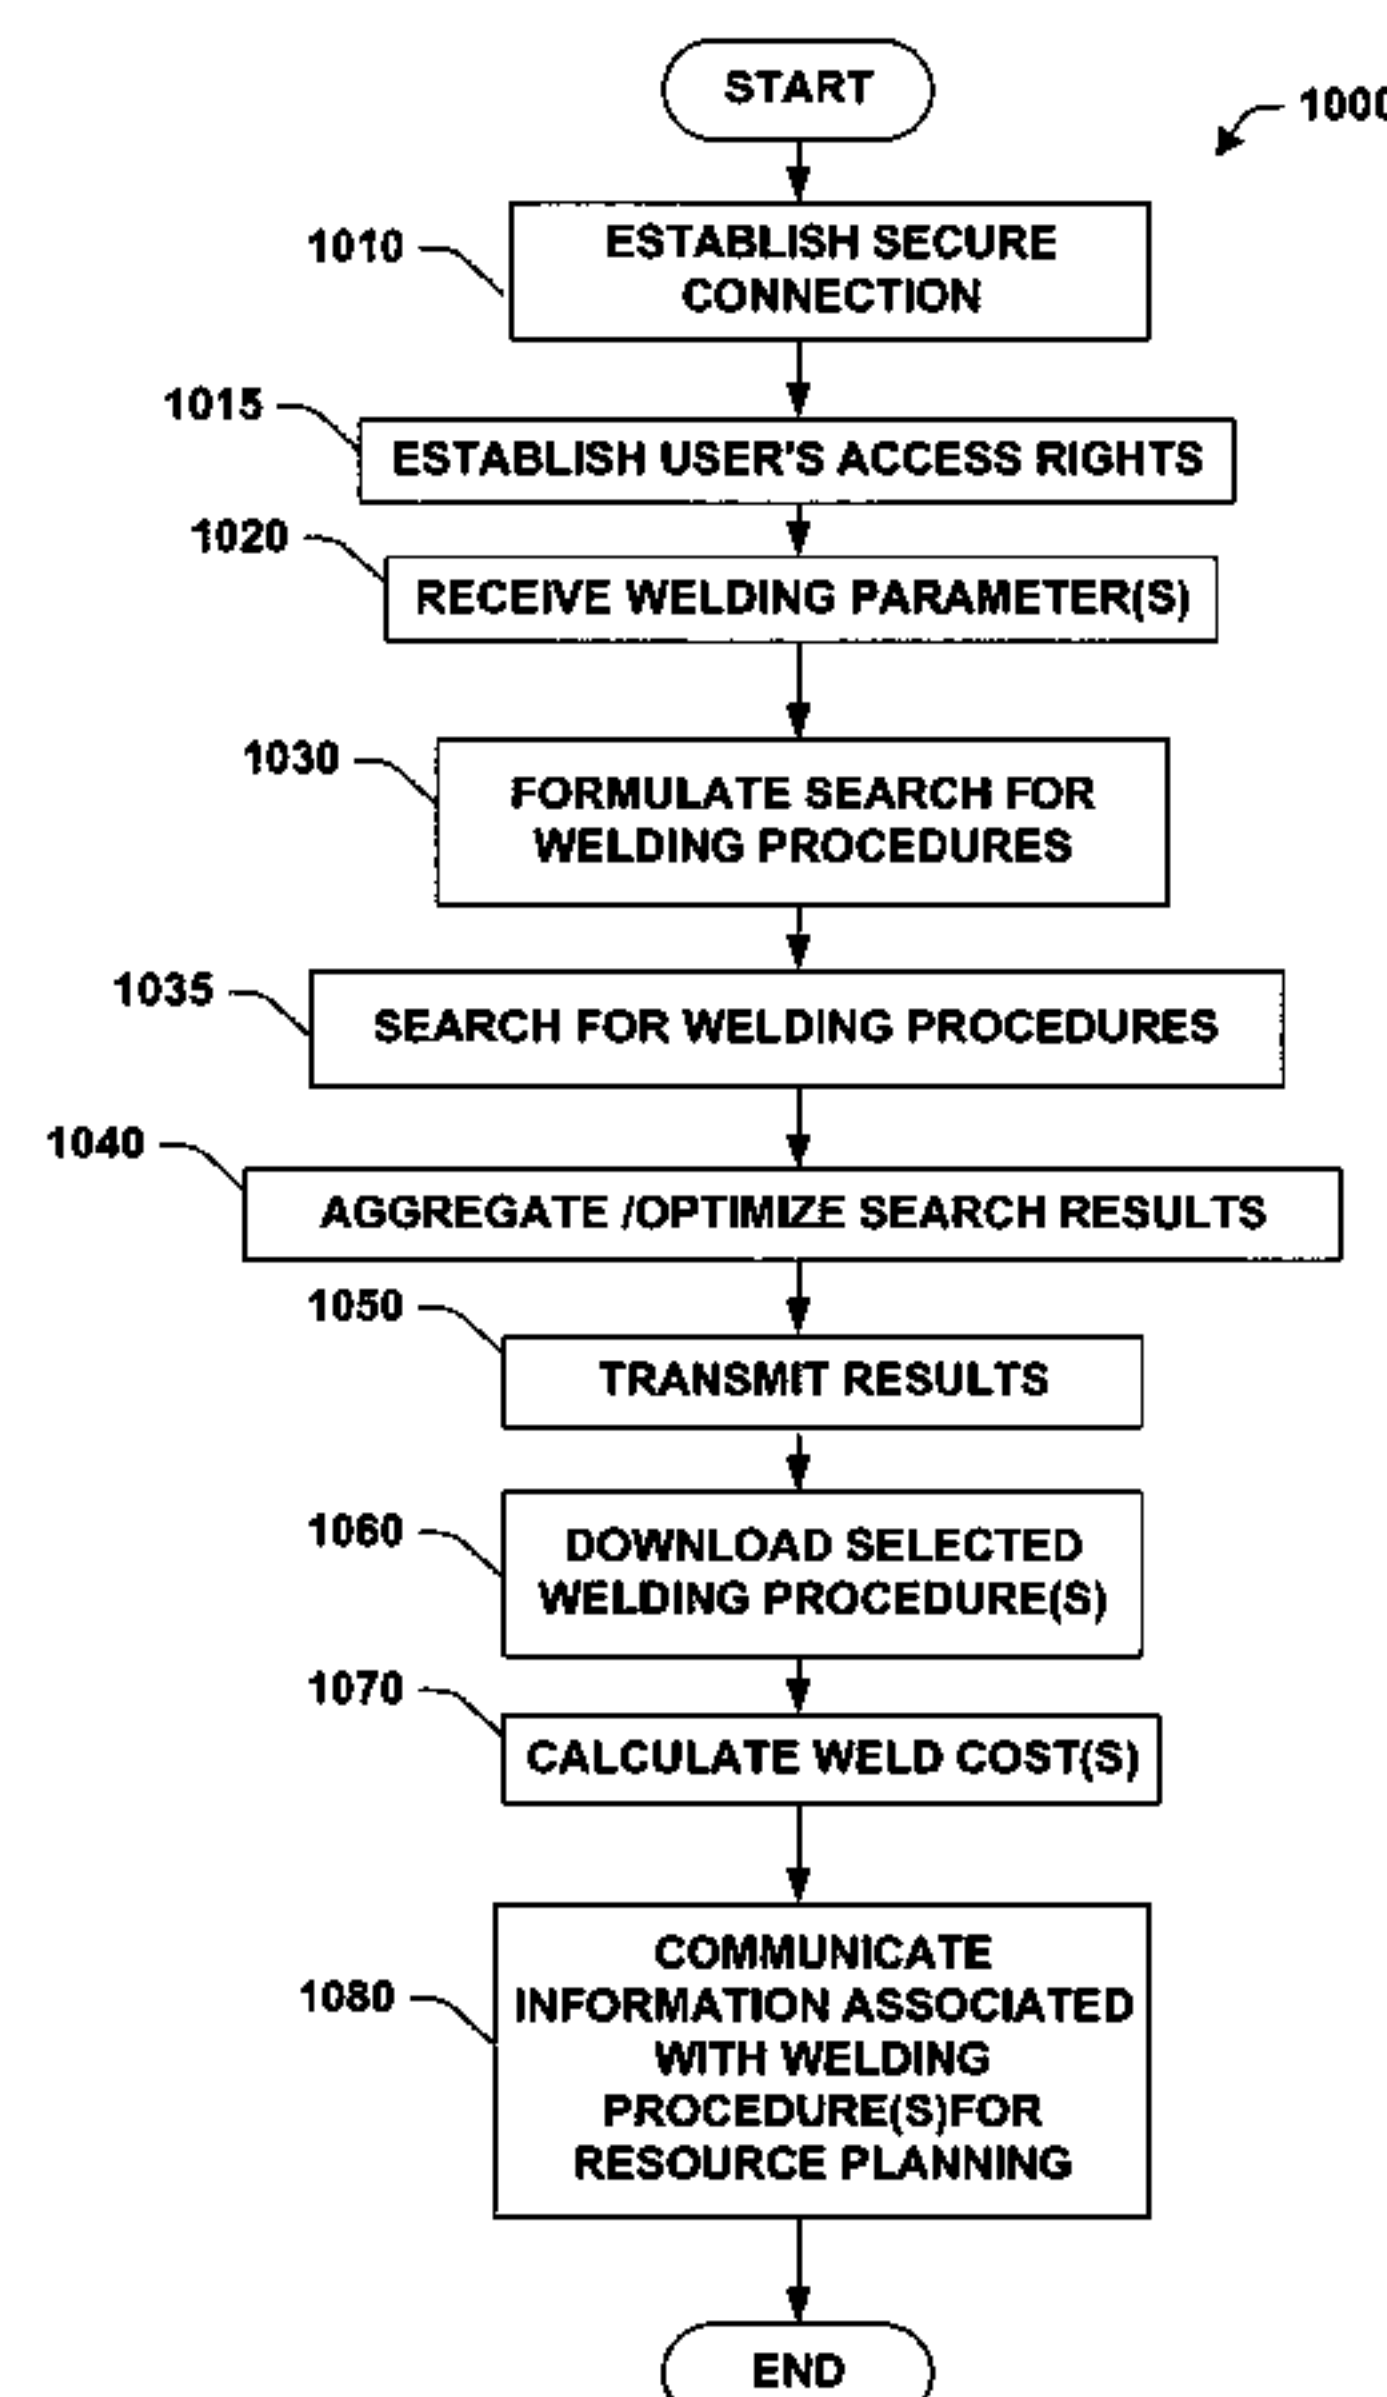 START
1000
1010
ESTABLISH SECURE
CONNECTION
1015
ESTABLISH USER'S ACCESS RIGHTS
1020
RECEIVE WELDING PARAMETER(S)
1030
FORMULATE SEARCH FOR
WELDING PROCEDURES
1035
SEARCH FOR WELDING PROCEDURES
1040
AGGREGATE /OPTIMIZE SEARCH RESULTS
1050
TRANSMIT RESULTS
1060
DOWNLOAD SELECTED
WELDING PROCEDURE(S)
1070
CALCULATE WELD COST(S)
1080
COMMUNICATE
INFORMATION ASSOCIATED
WITH WELDING
PROCEDURE(S)FOR
RESOURCE PLANNING
END